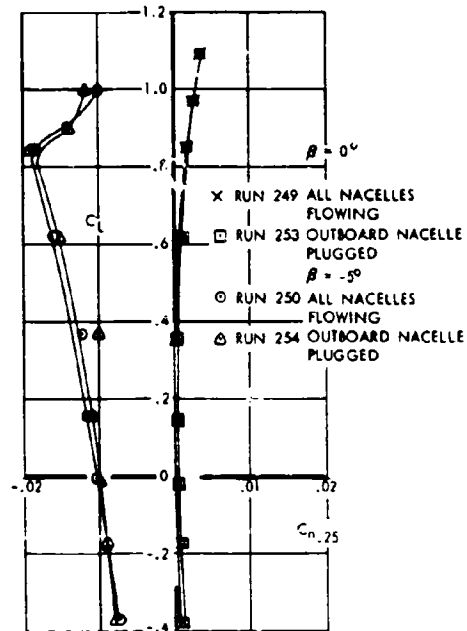 1.2
1.0
β = 0°
.8
× RUN 249 ALL NACELLES
FLOWING
C_L
⊡ RUN 253 OUTBOARD NACELLE
PLUGGED
.6
β = -5°
⊙ RUN 250 ALL NACELLES
FLOWING
.4
△ RUN 254 OUTBOARD NACELLE
PLUGGED
.2
-.02
0
.01
.02
C_n.25
-.2
-.4